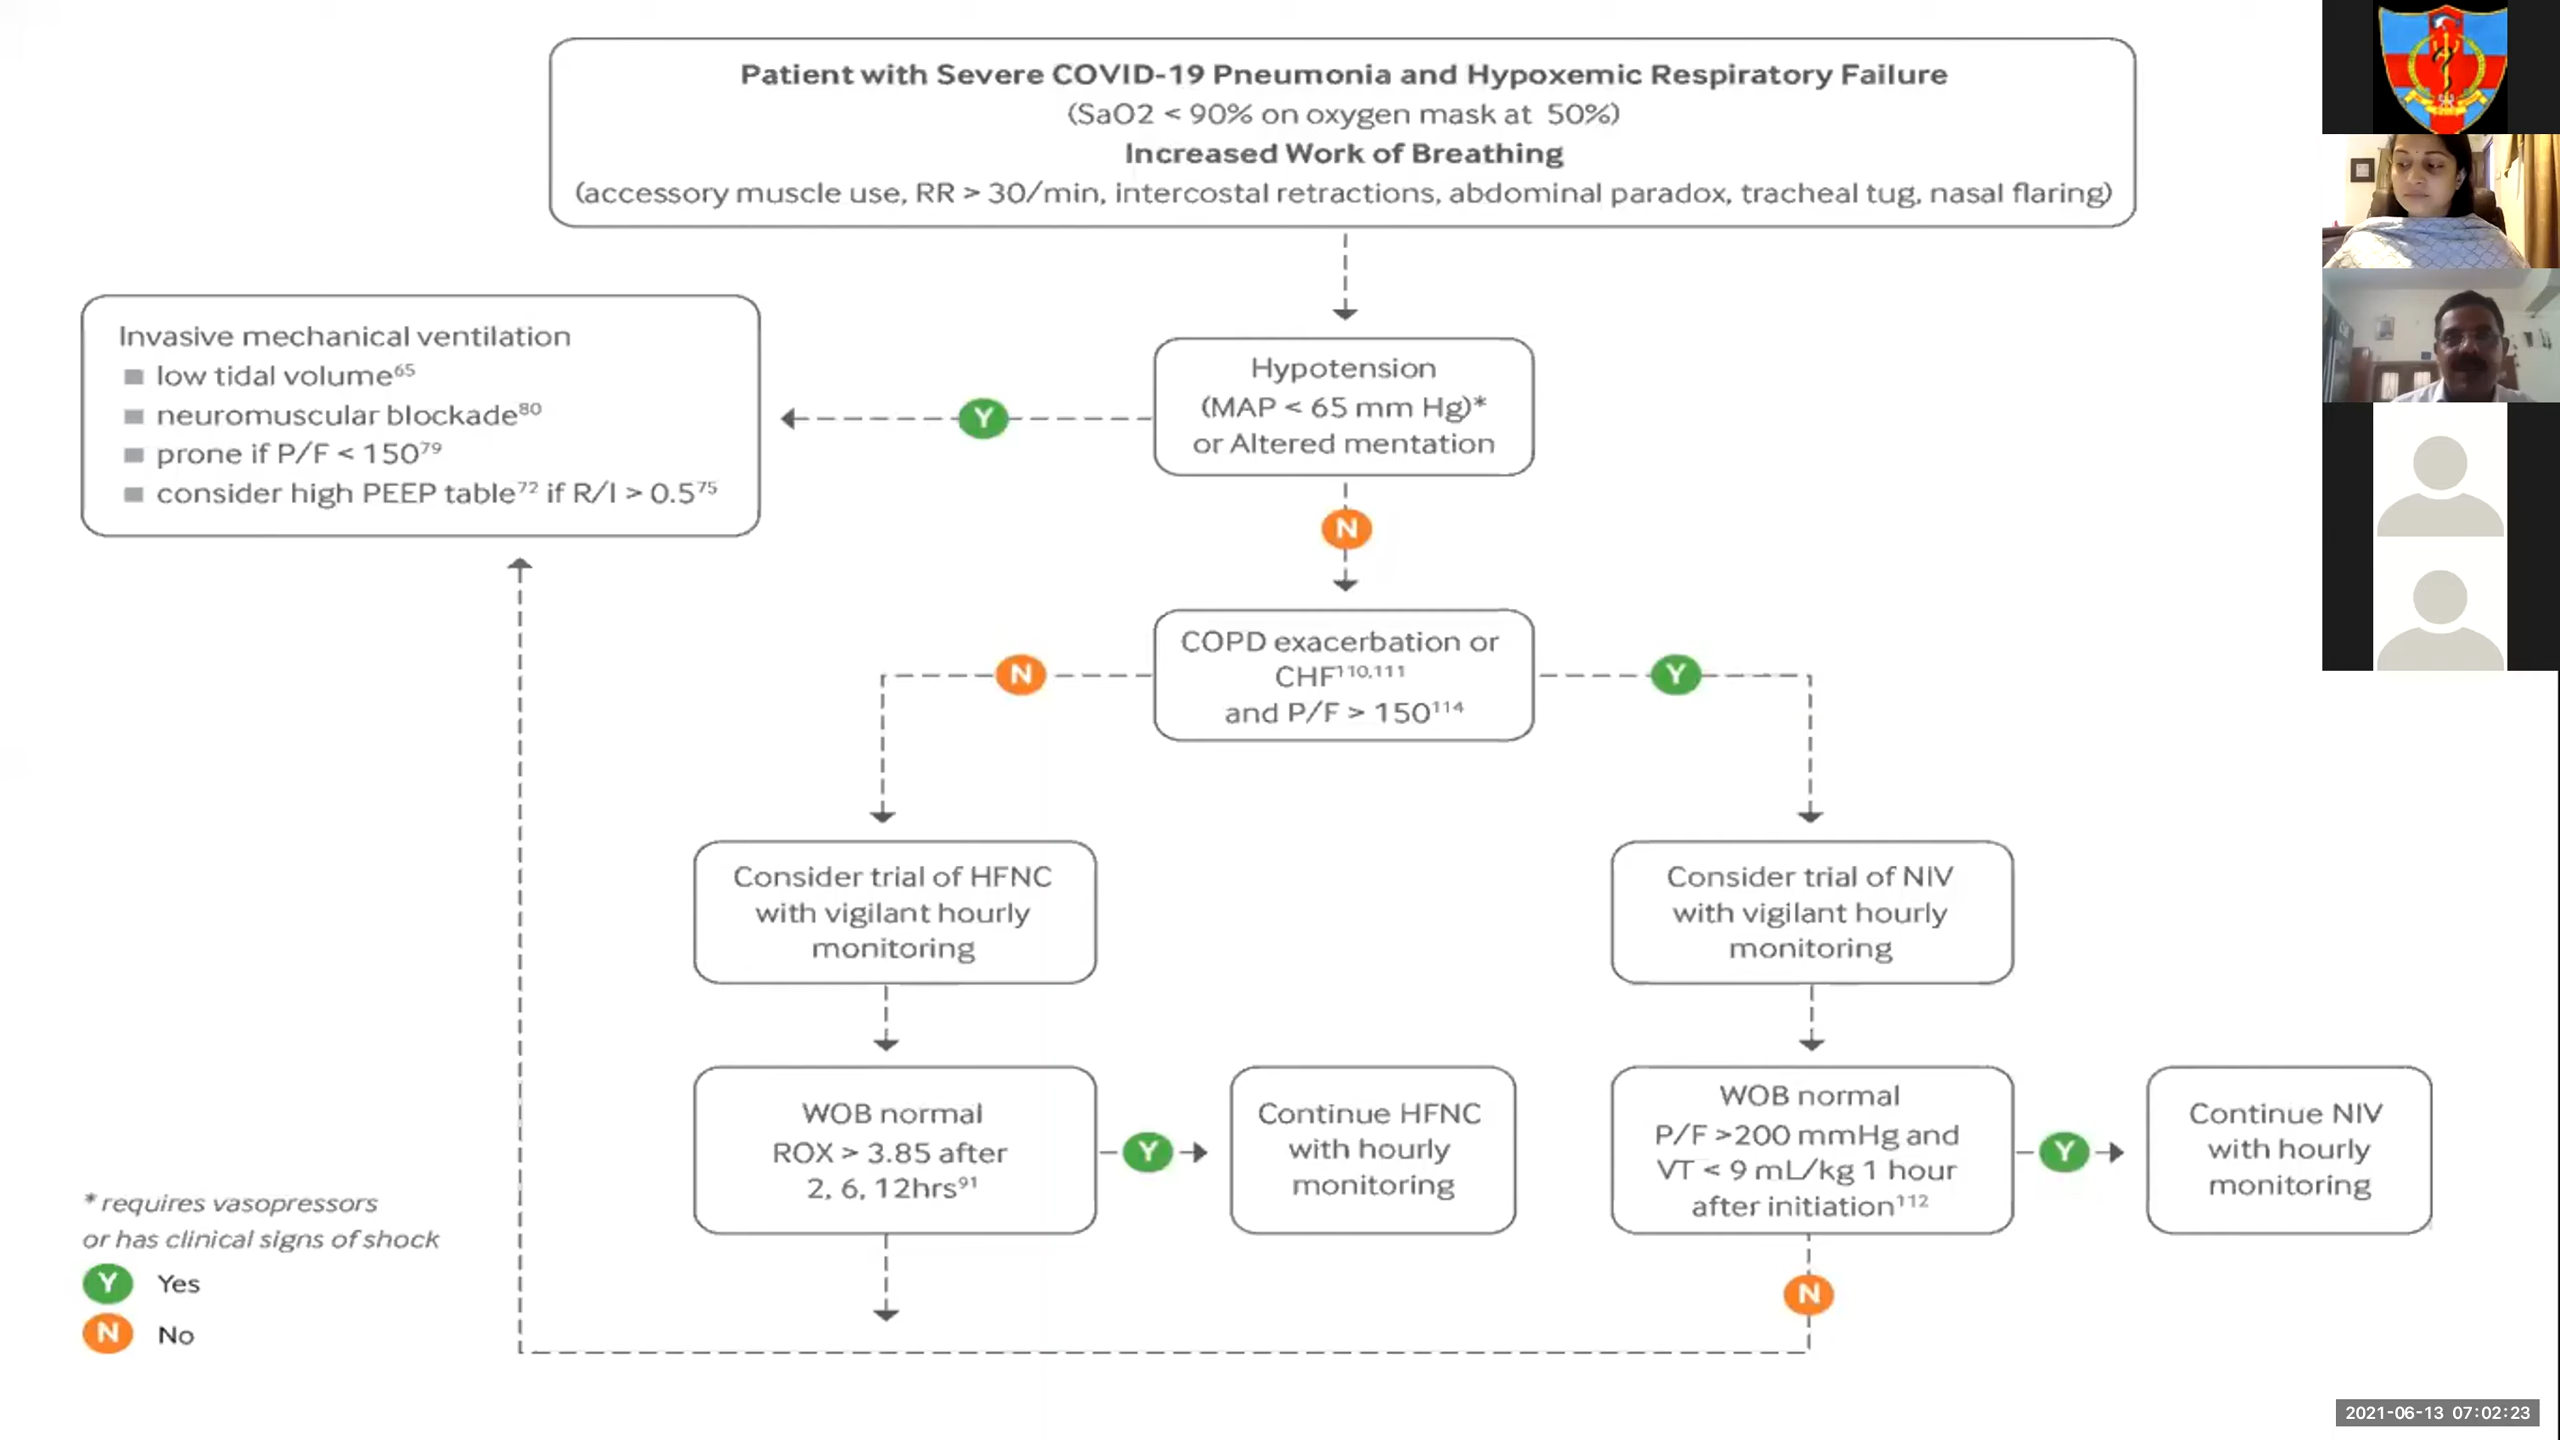 Patient with Severe COVID-19 Pneumonia and Hypoxemic Respiratory Failure
(SaO2 < 90% on oxygen mask at 50%)
Increased Work of Breathing
(accessory muscle use, RR > 30/min, intercostal retractions, abdominal paradox, tracheal tug, nasal flaring)
Invasive mechanical ventilation
■ low tidal volume⁶⁵
■ neuromuscular blockade⁸⁰
■ prone if P/F < 150⁷⁹
■ consider high PEEP table⁷² if R/I > 0.5⁷⁵
Y
Hypotension
(MAP < 65 mm Hg)*
or Altered mentation
N
N
COPD exacerbation or
CHF¹¹⁰,¹¹¹
and P/F > 150¹¹⁴
Y
Consider trial of HFNC
with vigilant hourly
monitoring
Consider trial of NIV
with vigilant hourly
monitoring
WOB normal
ROX > 3.85 after
2, 6, 12hrs⁹¹
Y
Continue HFNC
with hourly
monitoring
WOB normal
P/F >200 mmHg and
VT < 9 mL/kg 1 hour
after initiation¹¹²
Y
Continue NIV
with hourly
monitoring
N
* requires vasopressors
or has clinical signs of shock
Y Yes
N No
2021-06-13 07:02:23